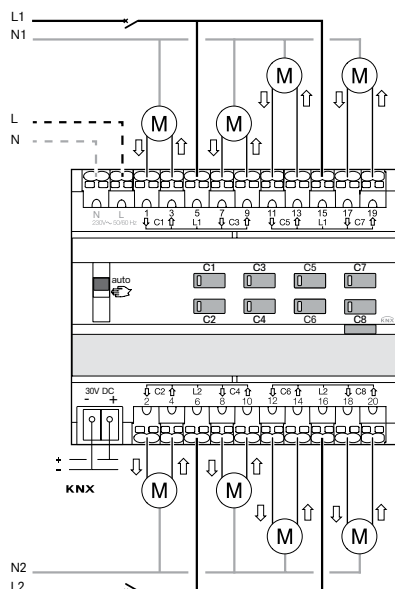 L1
N1
M M
M M
L
N
N L 1 3 5 7 9 11 13 15 17 19
230V~ 50/60 Hz C1 L1 C3 C5 L1 C7
auto
C1 C3 C5 C7
C2 C4 C6 C8
KNX
30V DC
- +
C2 L2 C4 C6 L2 C8
2 4 6 8 10 12 14 16 18 20
+
-
KNX
M M
M M
N2
L2